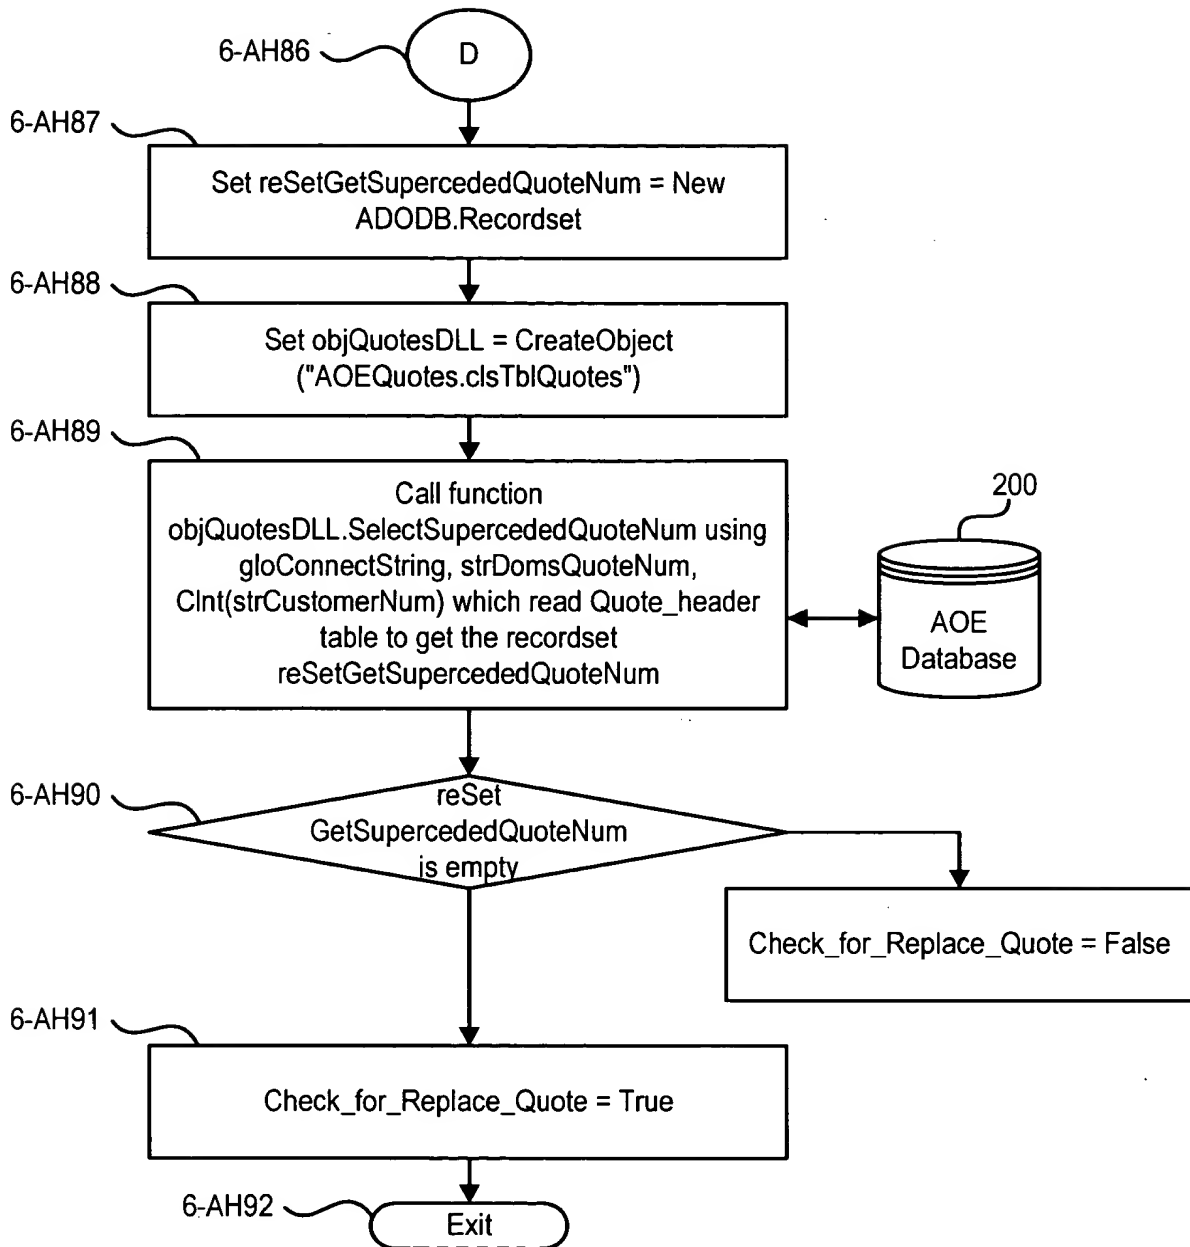 6-AH86
D
6-AH87
Set reSetGetSupercededQuoteNum = New
ADODB.Recordset
6-AH88
Set objQuotesDLL = CreateObject
("AOEQuotes.clsTblQuotes")
6-AH89
Call function
objQuotesDLL.SelectSupercededQuoteNum using
gloConnectString, strDomsQuoteNum,
CInt(strCustomerNum) which read Quote_header
table to get the recordset
reSetGetSupercededQuoteNum
200
AOE
Database
6-AH90
reSet
GetSupercededQuoteNum
is empty
Check_for_Replace_Quote = False
6-AH91
Check_for_Replace_Quote = True
6-AH92
Exit